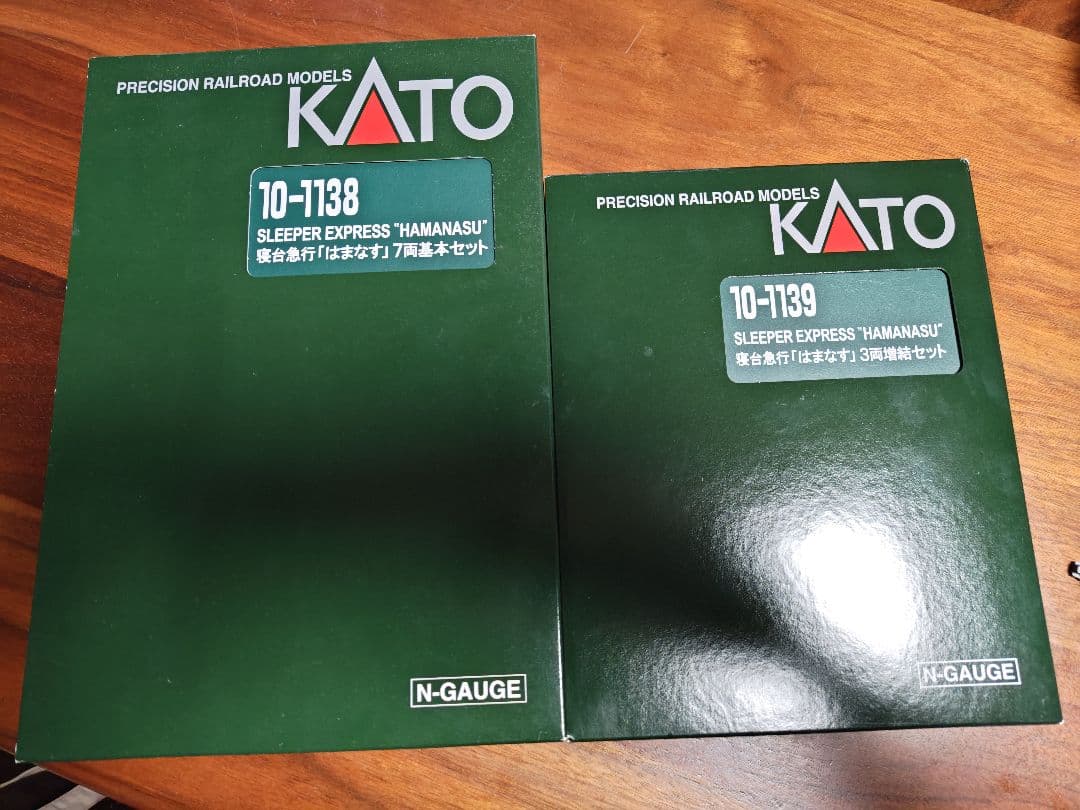 PRECISION RAILROAD MODELS
KATO
10-1138
SLEEPER EXPRESS "HAMANASU"
寝台急行「はまなす」7両基本セット
N-GAUGE
PRECISION RAILROAD MODELS
KATO
10-1139
SLEEPER EXPRESS "HAMANASU"
寝台急行「はまなす」3両増結セット
N-GAUGE